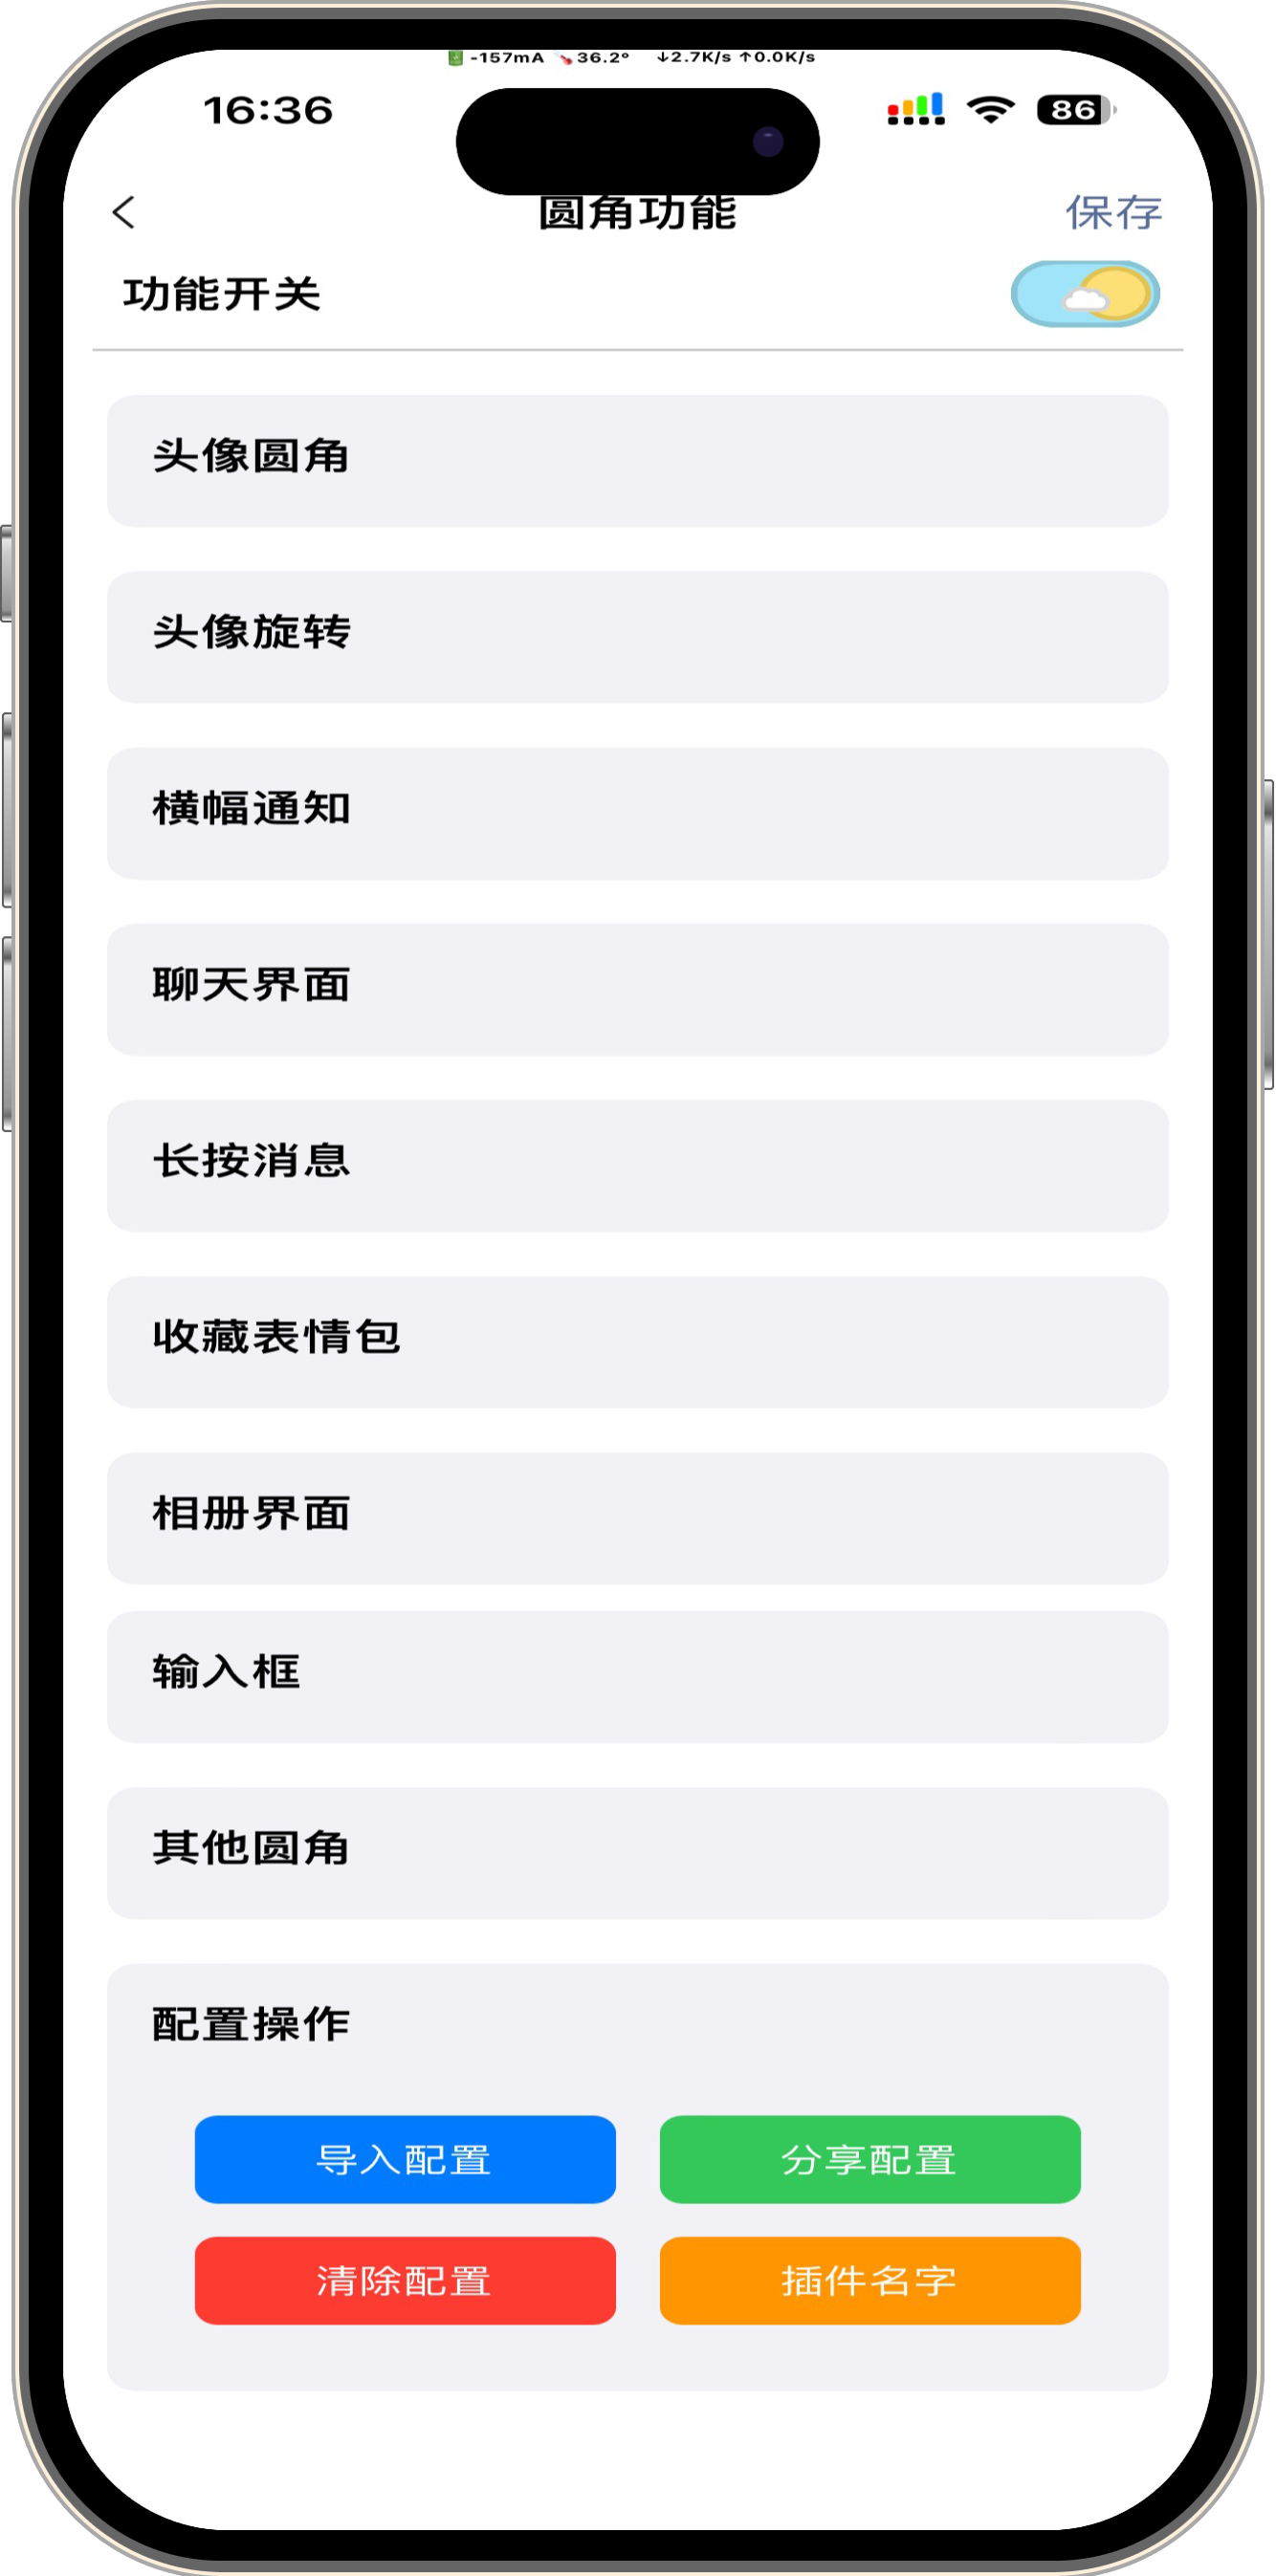 -157mA 36.2° ↓2.7K/s ↑0.0K/s
16:36 86
圆角功能 保存
功能开关
头像圆角
头像旋转
横幅通知
聊天界面
长按消息
收藏表情包
相册界面
输入框
其他圆角
配置操作
导入配置 分享配置
清除配置 插件名字